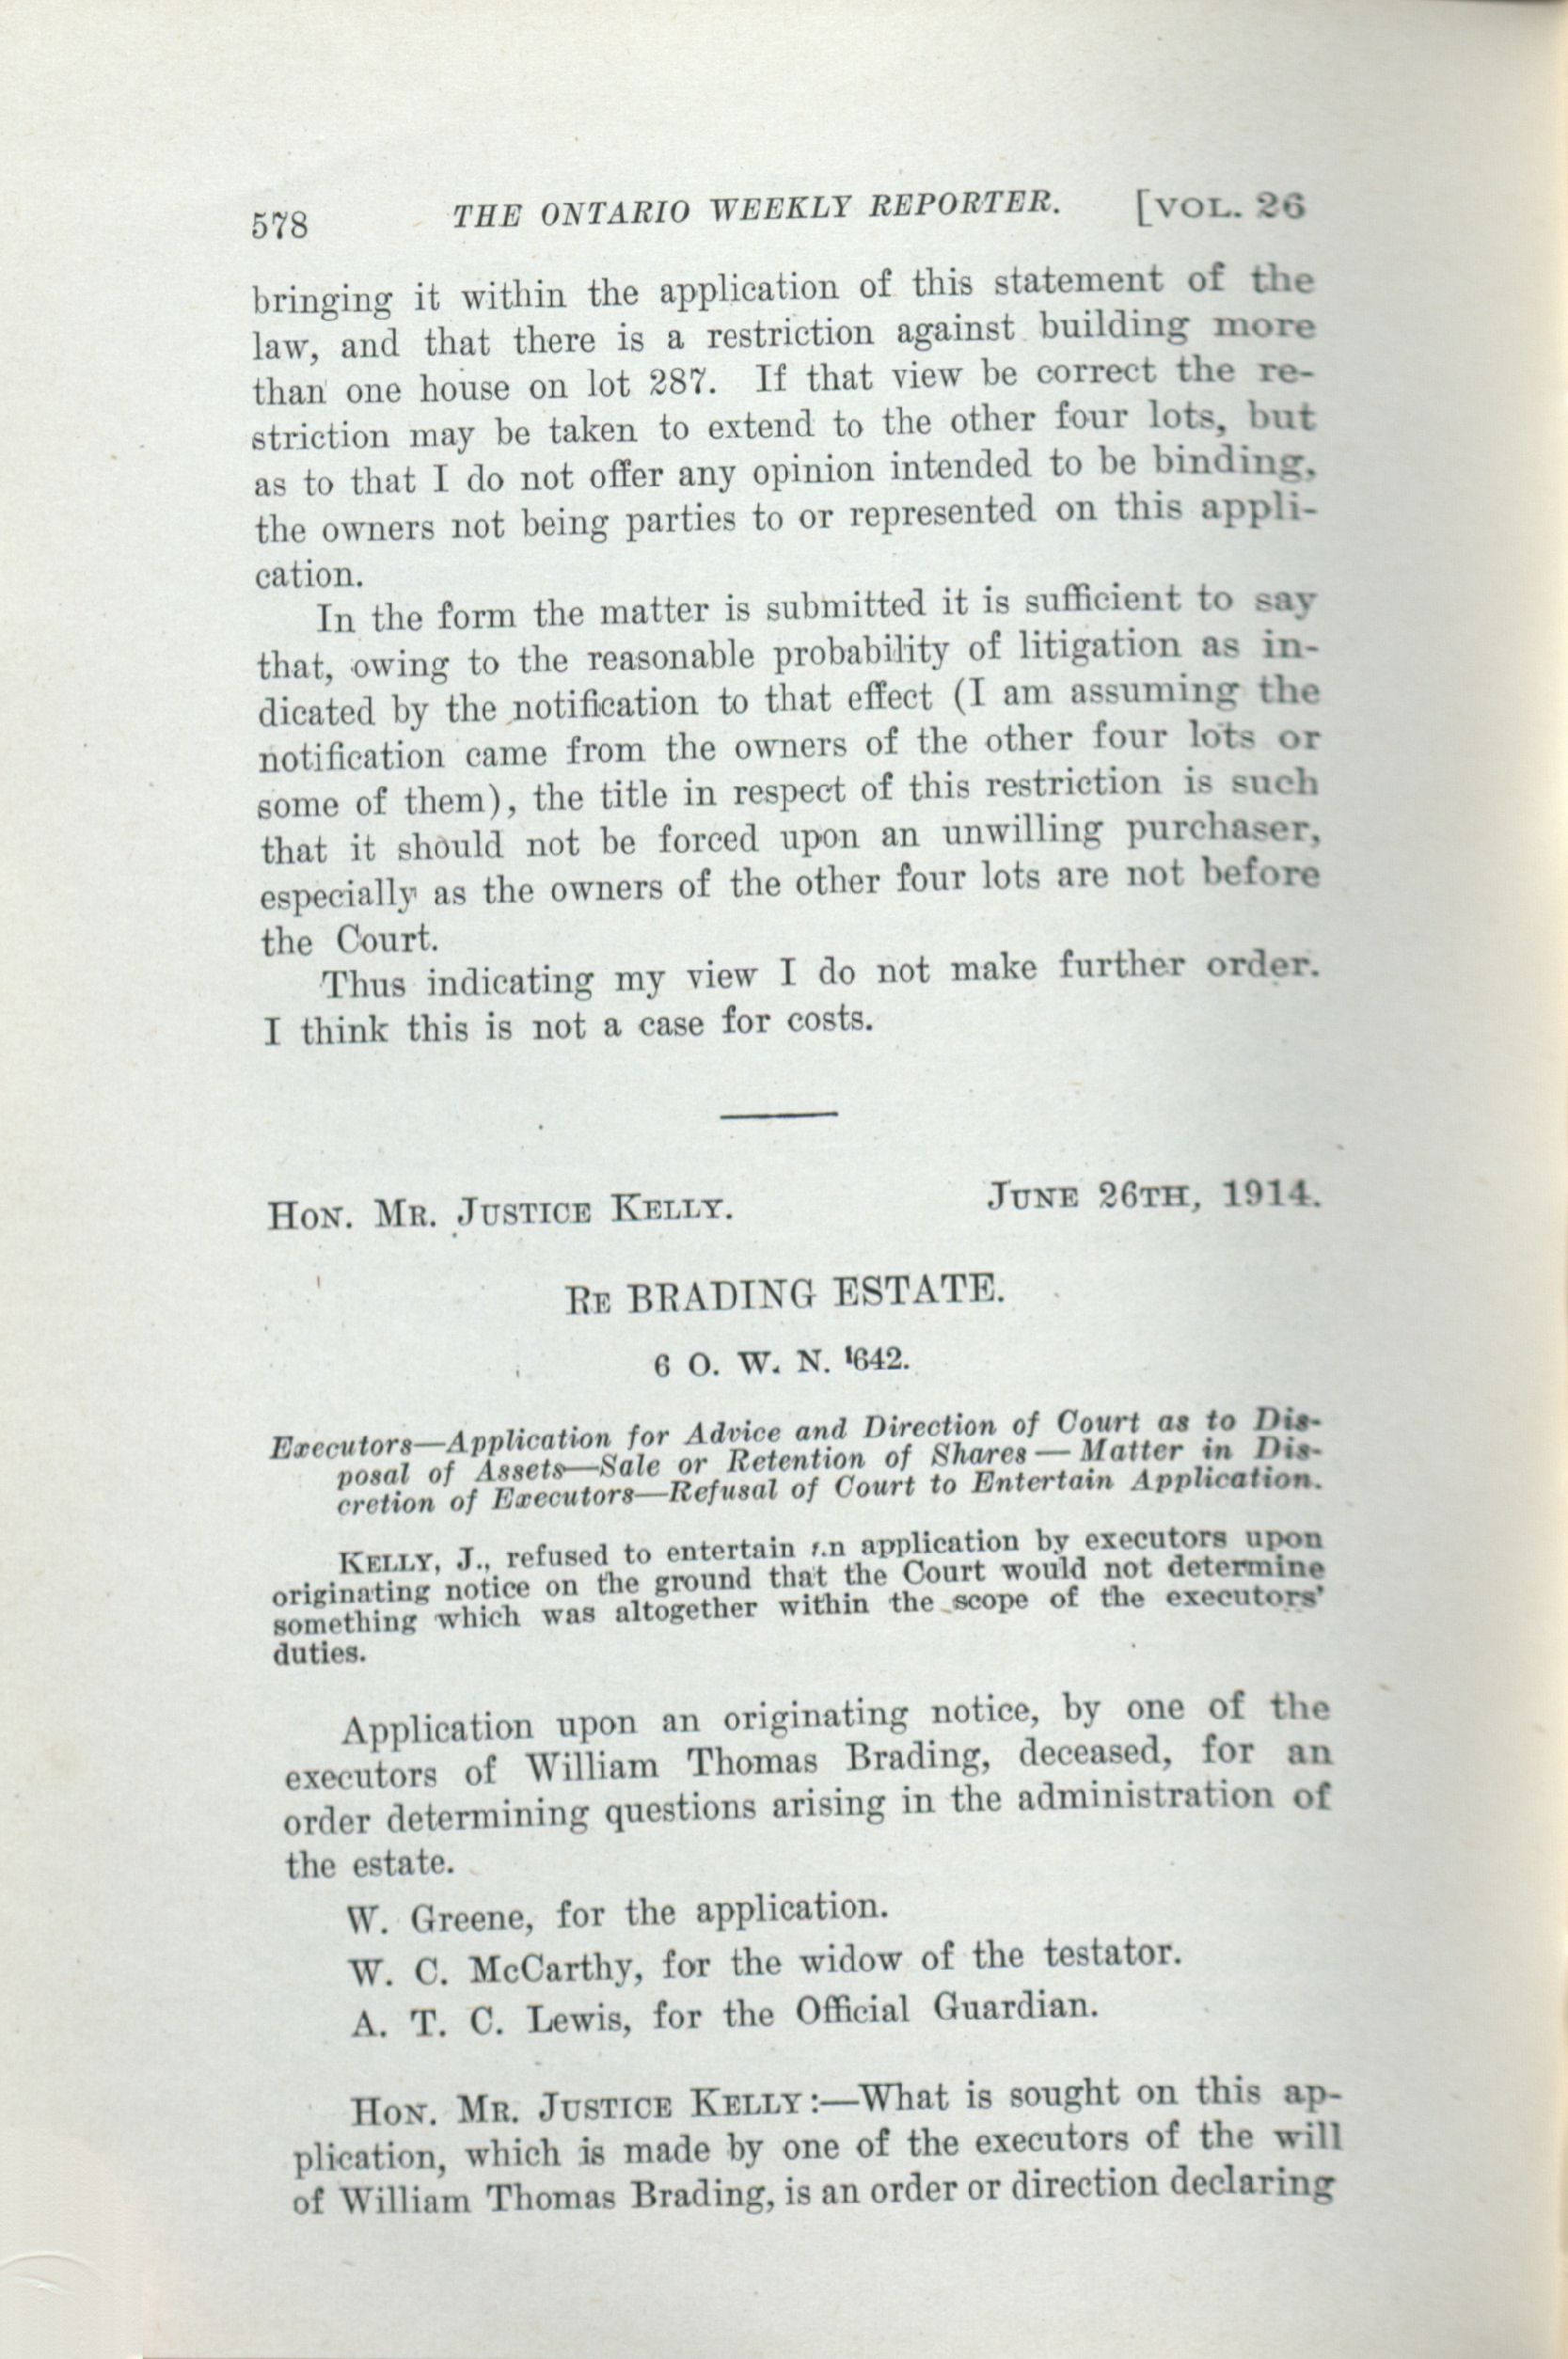 578 THE ONTARIO WEEKLY REPORTER. [VOL. 26
bringing it within the application of this statement of the
law, and that there is a restriction against building more
than one house on lot 287. If that view be correct the re-
striction may be taken to extend to the other four lots, but
as to that I do not offer any opinion intended to be binding,
the owners not being parties to or represented on this appli-
cation.
In the form the matter is submitted it is sufficient to say
that, owing to the reasonable probability of litigation as in-
dicated by the notification to that effect (I am assuming the
notification came from the owners of the other four lots or
some of them), the title in respect of this restriction is such
that it should not be forced upon an unwilling purchaser,
especially as the owners of the other four lots are not before
the Court.
Thus indicating my view I do not make further order.
I think this is not a case for costs.
HON. MR. JUSTICE KELLY. JUNE 26TH, 1914.
RE BRADING ESTATE.
6 O. W. N. 642.
Executors—Application for Advice and Direction of Court as to Dis-
posal of Assets—Sale or Retention of Shares — Matter in Dis-
cretion of Executors—Refusal of Court to Entertain Application.
KELLY, J., refused to entertain an application by executors upon
originating notice on the ground that the Court would not determine
something which was altogether within the scope of the executors'
duties.
Application upon an originating notice, by one of the
executors of William Thomas Brading, deceased, for an
order determining questions arising in the administration of
the estate.
W. Greene, for the application.
W. C. McCarthy, for the widow of the testator.
A. T. C. Lewis, for the Official Guardian.
HON. MR. JUSTICE KELLY:—What is sought on this ap-
plication, which is made by one of the executors of the will
of William Thomas Brading, is an order or direction declaring